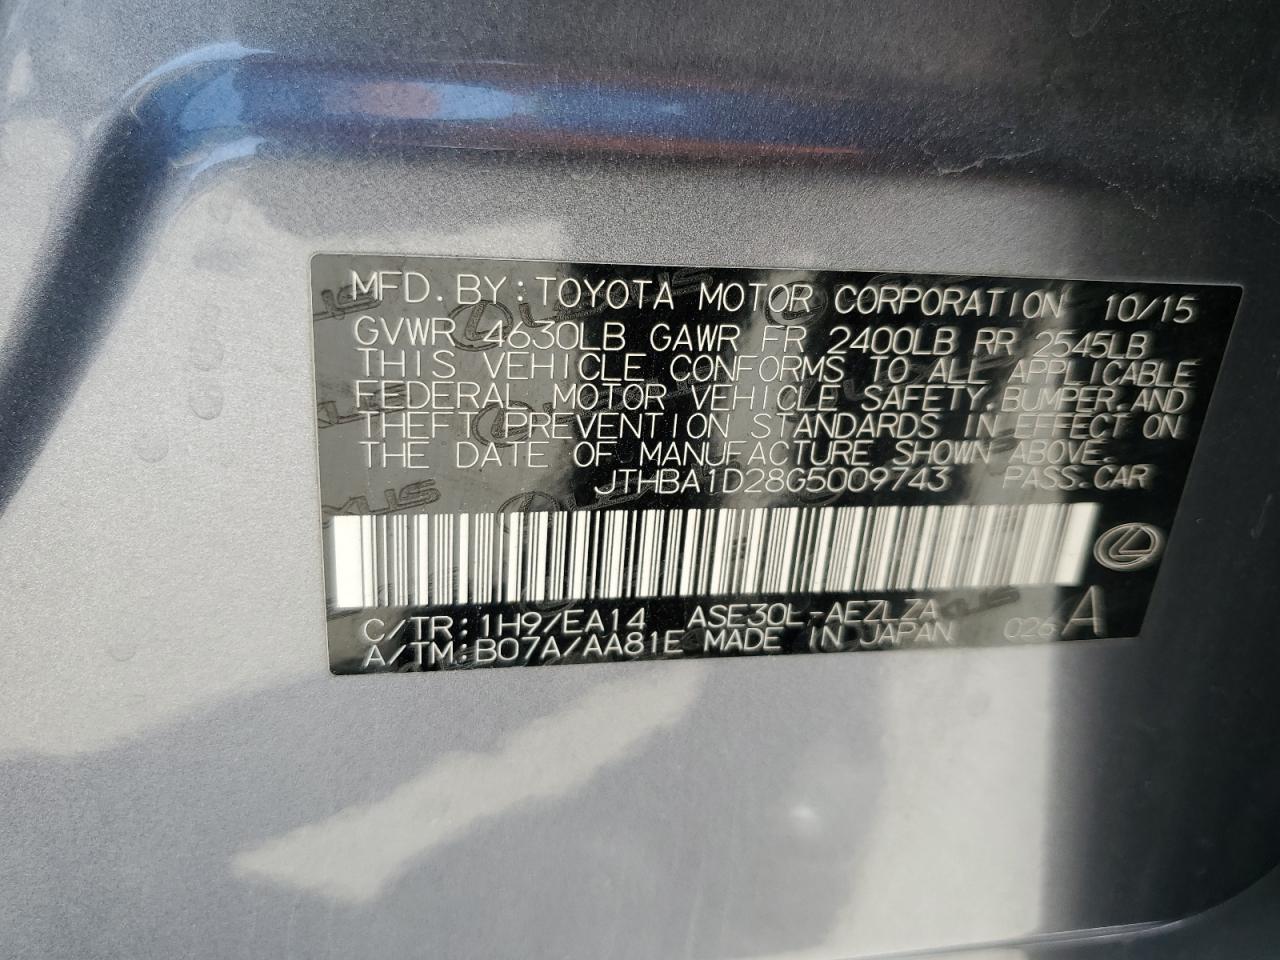 MFD. BY: TOYOTA MOTOR CORPORATION 10/15
GVWR 4630LB GAWR FR 2400LB RR 2545LB
THIS VEHICLE CONFORMS TO ALL APPLICABLE
FEDERAL MOTOR VEHICLE SAFETY, BUMPER, AND
THEFT PREVENTION STANDARDS IN EFFECT ON
THE DATE OF MANUFACTURE SHOWN ABOVE.
JTHBA1D28G5009743 PASS. CAR
C/TR: 1H9/EA14 ASE30L-AEZLZA
A/TM: B07A/AA81E MADE IN JAPAN 026 A